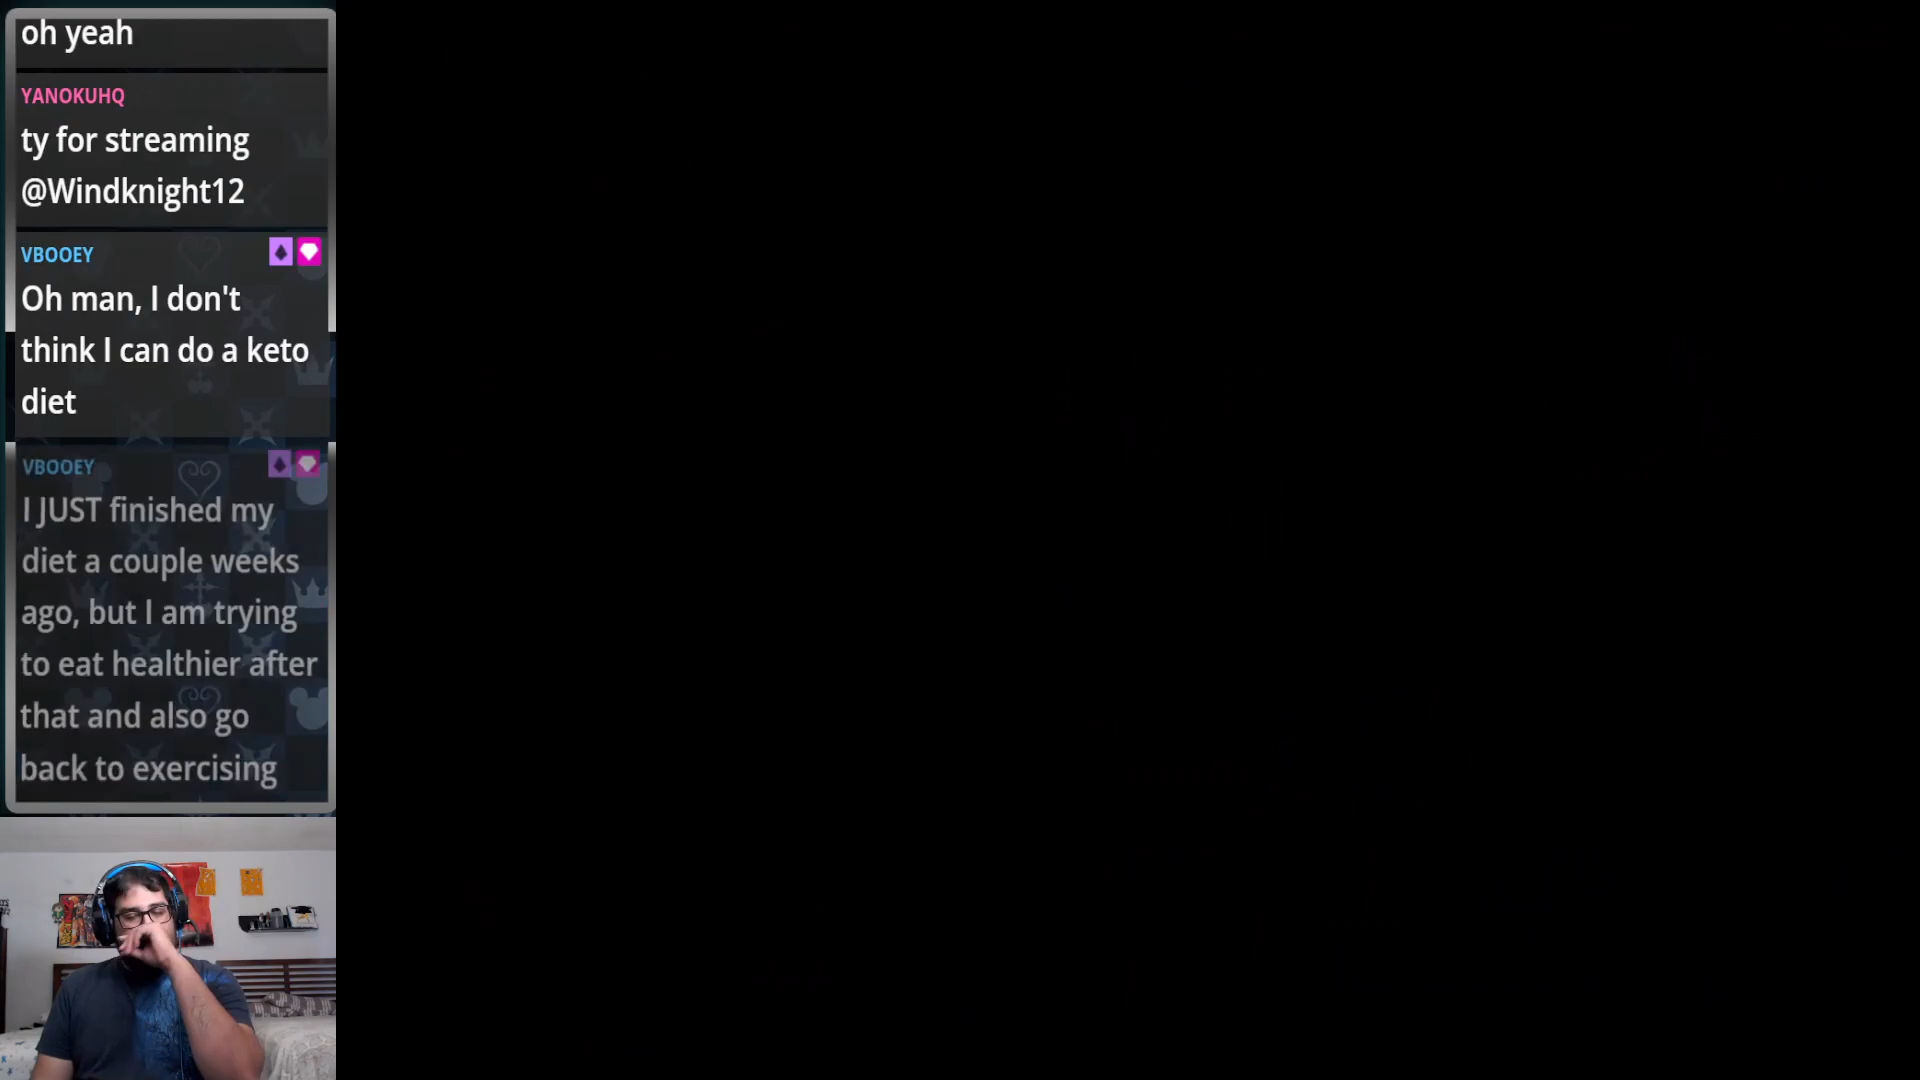 oh yeah
YANOKUHQ
ty for streaming
@Windknight12
VBOOEY
Oh man, I don't
think I can do a keto
diet
VBOOEY
I JUST finished my
diet a couple weeks
ago, but I am trying
to eat healthier after
that and also go
back to exercising